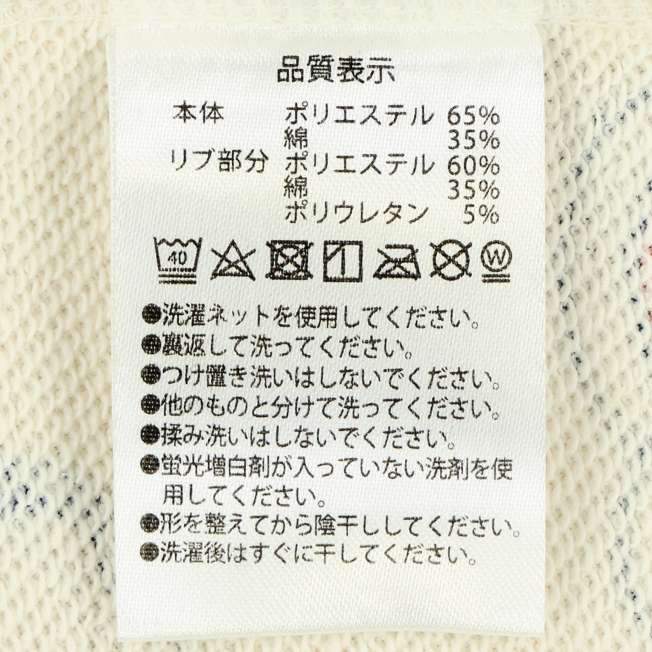 品質表示
本体 ポリエステル 65%
綿 35%
リブ部分 ポリエステル 60%
綿 35%
ポリウレタン 5%
40 W
●洗濯ネットを使用してください。
●裏返して洗ってください。
●つけ置き洗いはしないでください。
●他のものと分けて洗ってください。
●揉み洗いはしないでください。
●蛍光増白剤が入っていない洗剤を使
用してください。
●形を整えてから陰干ししてください。
●洗濯後はすぐに干してください。